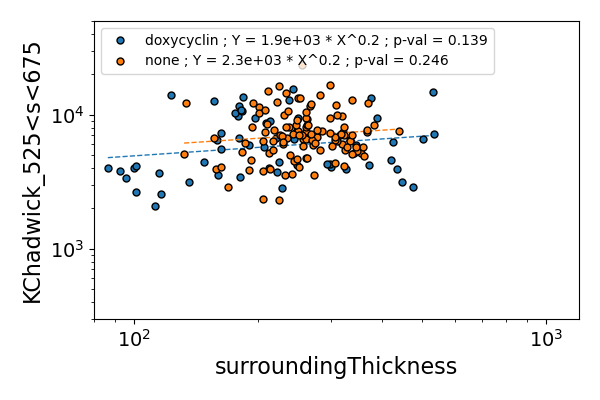 doxycyclin ; Y = 1.9e+03 * X^0.2 ; p-val = 0.139
none ; Y = 2.3e+03 * X^0.2 ; p-val = 0.246
KChadwick_525<s<675
10^4
10^3
10^2
10^3
surroundingThickness